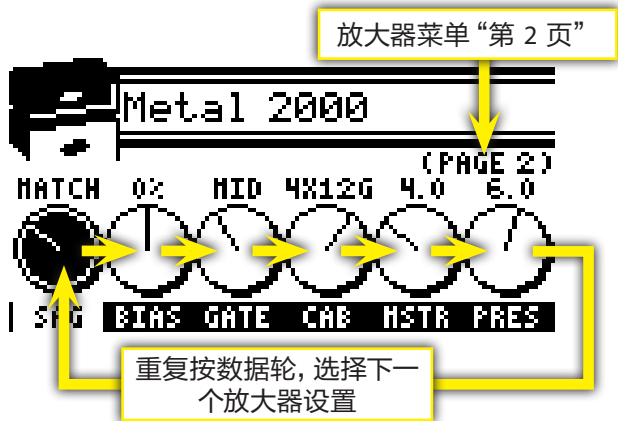 放大器菜单“第 2 页”
Metal 2000
(PAGE 2)
MATCH 0% MID 4X12G 4.0 6.0
BIAS GATE CAB MSTR PRES
重复按数据轮，选择下一
个放大器设置